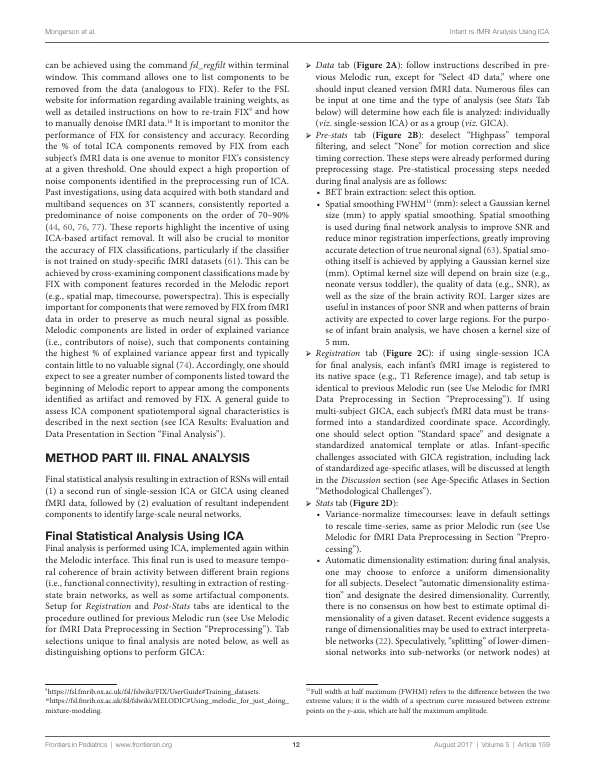 Mongerson et al.
Infant rs-fMRI Analysis Using ICA
can be achieved using the command fsl_regfilt within terminal
window. This command allows one to list components to be
removed from the data (analogous to FIX). Refer to the FSL
website for information regarding available training weights, as
well as detailed instructions on how to re-train FIX⁹ and how
to manually denoise fMRI data.¹⁰ It is important to monitor the
performance of FIX for consistency and accuracy. Recording
the % of total ICA components removed by FIX from each
subject's fMRI data is one avenue to monitor FIX's consistency
at a given threshold. One should expect a high proportion of
noise components identified in the preprocessing run of ICA.
Past investigations, using data acquired with both standard and
multiband sequences on 3T scanners, consistently reported a
predominance of noise components on the order of 70–90%
(44, 60, 76, 77). These reports highlight the incentive of using
ICA-based artifact removal. It will also be crucial to monitor
the accuracy of FIX classifications, particularly if the classifier
is not trained on study-specific fMRI datasets (61). This can be
achieved by cross-examining component classifications made by
FIX with component features recorded in the Melodic report
(e.g., spatial map, timecourse, powerspectra). This is especially
important for components that were removed by FIX from fMRI
data in order to preserve as much neural signal as possible.
Melodic components are listed in order of explained variance
(i.e., contributors of noise), such that components containing
the highest % of explained variance appear first and typically
contain little to no valuable signal (74). Accordingly, one should
expect to see a greater number of components listed toward the
beginning of Melodic report to appear among the components
identified as artifact and removed by FIX. A general guide to
assess ICA component spatiotemporal signal characteristics is
described in the next section (see ICA Results: Evaluation and
Data Presentation in Section "Final Analysis").
METHOD PART III. FINAL ANALYSIS
Final statistical analysis resulting in extraction of RSNs will entail
(1) a second run of single-session ICA or GICA using cleaned
fMRI data, followed by (2) evaluation of resultant independent
components to identify large-scale neural networks.
Final Statistical Analysis Using ICA
Final analysis is performed using ICA, implemented again within
the Melodic interface. This final run is used to measure tempo-
ral coherence of brain activity between different brain regions
(i.e., functional connectivity), resulting in extraction of resting-
state brain networks, as well as some artifactual components.
Setup for Registration and Post-Stats tabs are identical to the
procedure outlined for previous Melodic run (see Use Melodic
for fMRI Data Preprocessing in Section "Preprocessing"). Tab
selections unique to final analysis are noted below, as well as
distinguishing options to perform GICA:
⁹https://fsl.fmrib.ox.ac.uk/fsl/fslwiki/FIX/UserGuide#Training_datasets.
¹⁰https://fsl.fmrib.ox.ac.uk/fsl/fslwiki/MELODIC#Using_melodic_for_just_doing_
mixture-modeling.
➢ Data tab (Figure 2A): follow instructions described in pre-
vious Melodic run, except for "Select 4D data," where one
should input cleaned version fMRI data. Numerous files can
be input at one time and the type of analysis (see Stats Tab
below) will determine how each file is analyzed: individually
(viz. single-session ICA) or as a group (viz. GICA).
➢ Pre-stats tab (Figure 2B): deselect "Highpass" temporal
filtering, and select "None" for motion correction and slice
timing correction. These steps were already performed during
preprocessing stage. Pre-statistical processing steps needed
during final analysis are as follows:
• BET brain extraction: select this option.
• Spatial smoothing FWHM¹¹ (mm): select a Gaussian kernel
size (mm) to apply spatial smoothing. Spatial smoothing
is used during final network analysis to improve SNR and
reduce minor registration imperfections, greatly improving
accurate detection of true neuronal signal (63). Spatial smo-
othing itself is achieved by applying a Gaussian kernel size
(mm). Optimal kernel size will depend on brain size (e.g.,
neonate versus toddler), the quality of data (e.g., SNR), as
well as the size of the brain activity ROI. Larger sizes are
useful in instances of poor SNR and when patterns of brain
activity are expected to cover large regions. For the purpo-
se of infant brain analysis, we have chosen a kernel size of
5 mm.
➢ Registration tab (Figure 2C): if using single-session ICA
for final analysis, each infant's fMRI image is registered to
its native space (e.g., T1 Reference image), and tab setup is
identical to previous Melodic run (see Use Melodic for fMRI
Data Preprocessing in Section "Preprocessing"). If using
multi-subject GICA, each subject's fMRI data must be trans-
formed into a standardized coordinate space. Accordingly,
one should select option "Standard space" and designate a
standardized anatomical template or atlas. Infant-specific
challenges associated with GICA registration, including lack
of standardized age-specific atlases, will be discussed at length
in the Discussion section (see Age-Specific Atlases in Section
"Methodological Challenges").
➢ Stats tab (Figure 2D):
• Variance-normalize timecourses: leave in default settings
to rescale time-series, same as prior Melodic run (see Use
Melodic for fMRI Data Preprocessing in Section "Prepro-
cessing").
• Automatic dimensionality estimation: during final analysis,
one may choose to enforce a uniform dimensionality
for all subjects. Deselect "automatic dimensionality estima-
tion" and designate the desired dimensionality. Currently,
there is no consensus on how best to estimate optimal di-
mensionality of a given dataset. Recent evidence suggests a
range of dimensionalities may be used to extract interpreta-
ble networks (22). Speculatively, "splitting" of lower-dimen-
sional networks into sub-networks (or network nodes) at
¹¹Full width at half maximum (FWHM) refers to the difference between the two
extreme values; it is the width of a spectrum curve measured between extreme
points on the y-axis, which are half the maximum amplitude.
Frontiers in Pediatrics | www.frontiersin.org
12
August 2017 | Volume 5 | Article 159